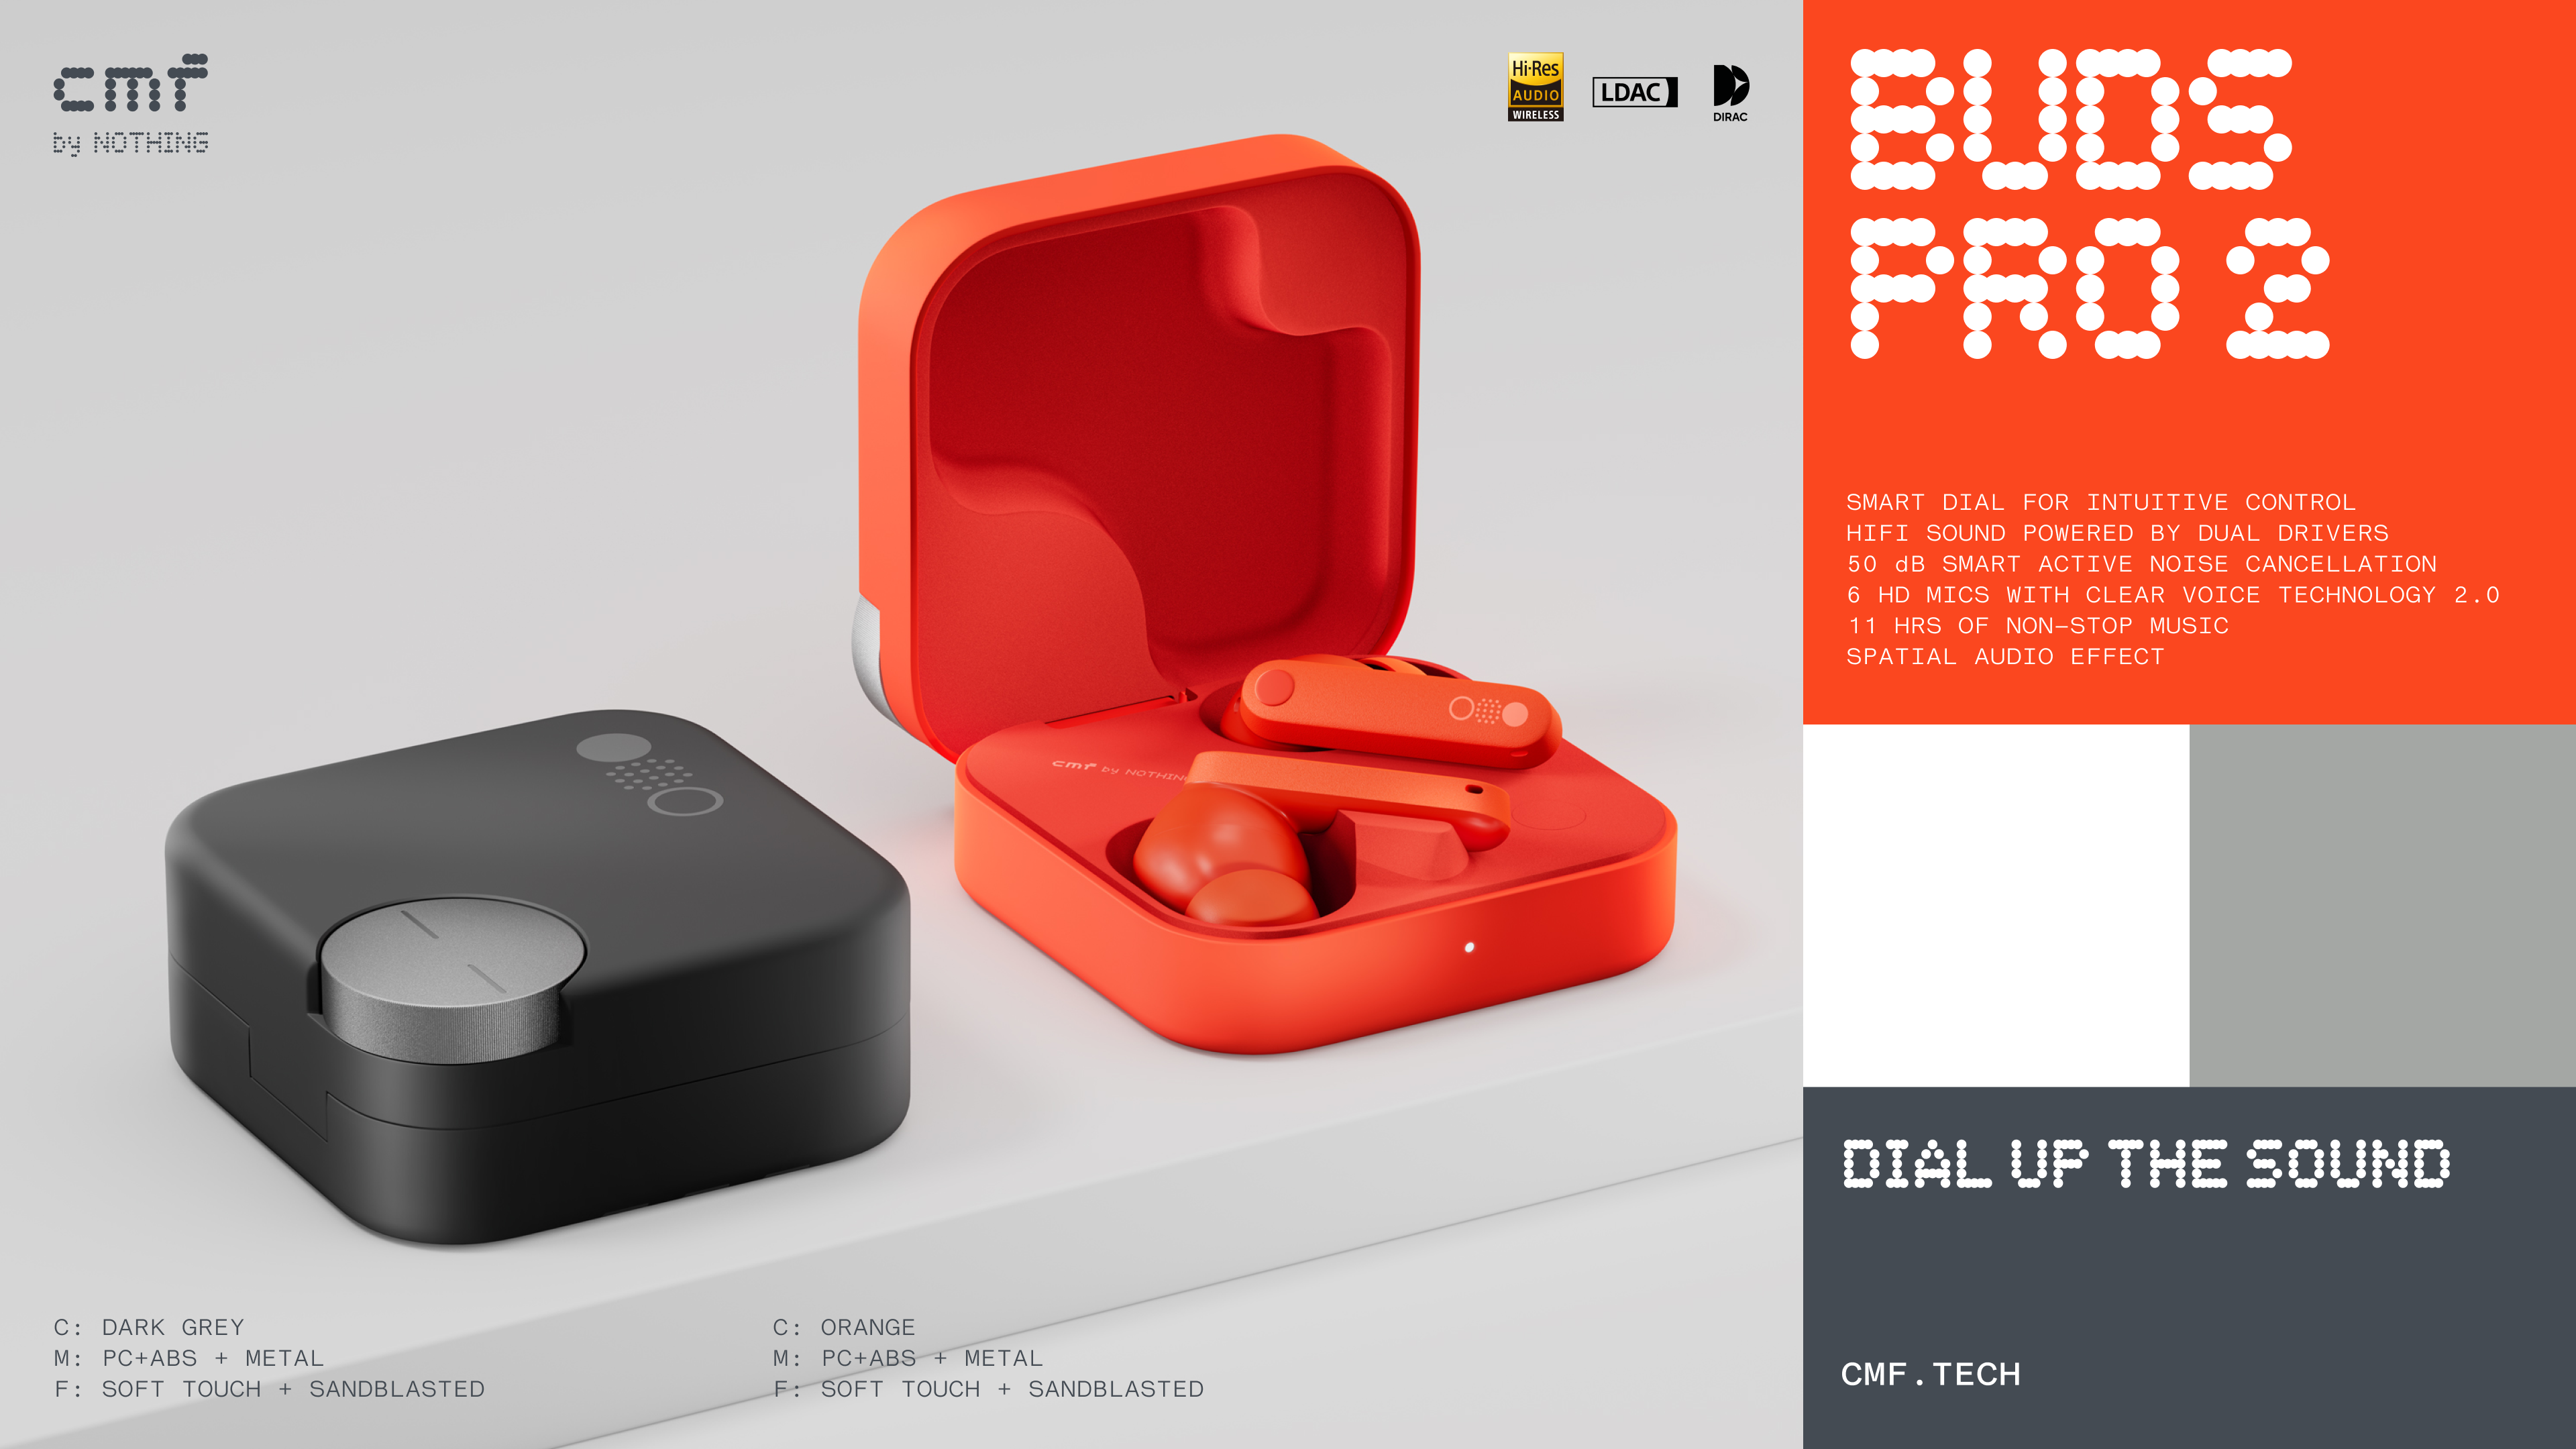 cmf
by NOTHING
Hi-Res
AUDIO
WIRELESS
LDAC
DIRAC
BUDS
PRO 2
SMART DIAL FOR INTUITIVE CONTROL
HIFI SOUND POWERED BY DUAL DRIVERS
50 dB SMART ACTIVE NOISE CANCELLATION
6 HD MICS WITH CLEAR VOICE TECHNOLOGY 2.0
11 HRS OF NON-STOP MUSIC
SPATIAL AUDIO EFFECT
cmf by NOTHING
DIAL UP THE SOUND
C: DARK GREY
M: PC+ABS + METAL
F: SOFT TOUCH + SANDBLASTED
C: ORANGE
M: PC+ABS + METAL
F: SOFT TOUCH + SANDBLASTED
CMF.TECH